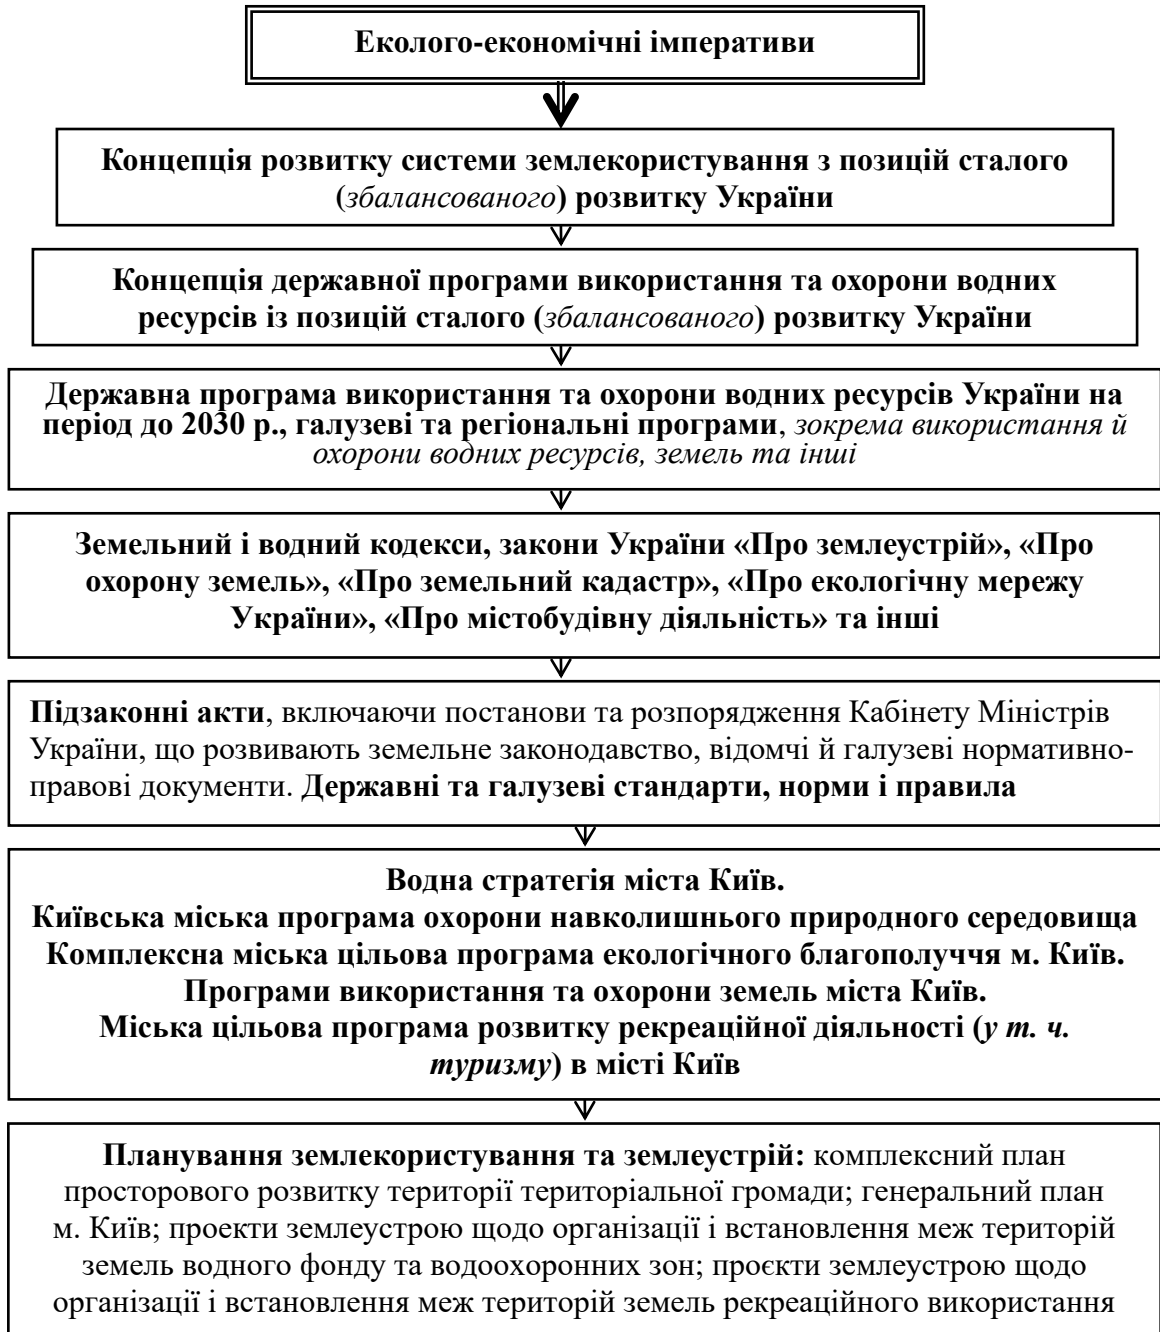 Еколого-економічні імперативи
Концепція розвитку системи землекористування з позицій сталого
(збалансованого) розвитку України
Концепція державної програми використання та охорони водних
ресурсів із позицій сталого (збалансованого) розвитку України
Державна програма використання та охорони водних ресурсів України на
період до 2030 р., галузеві та регіональні програми, зокрема використання й
охорони водних ресурсів, земель та інші
Земельний і водний кодекси, закони України «Про землеустрій», «Про
охорону земель», «Про земельний кадастр», «Про екологічну мережу
України», «Про містобудівну діяльність» та інші
Підзаконні акти, включаючи постанови та розпорядження Кабінету Міністрів
України, що розвивають земельне законодавство, відомчі й галузеві нормативно-
правові документи. Державні та галузеві стандарти, норми і правила
Водна стратегія міста Київ.
Київська міська програма охорони навколишнього природного середовища
Комплексна міська цільова програма екологічного благополуччя м. Київ.
Програми використання та охорони земель міста Київ.
Міська цільова програма розвитку рекреаційної діяльності (у т. ч.
туризму) в місті Київ
Планування землекористування та землеустрій: комплексний план
просторового розвитку території територіальної громади; генеральний план
м. Київ; проекти землеустрою щодо організації і встановлення меж територій
земель водного фонду та водоохоронних зон; проєкти землеустрою щодо
організації і встановлення меж територій земель рекреаційного використання